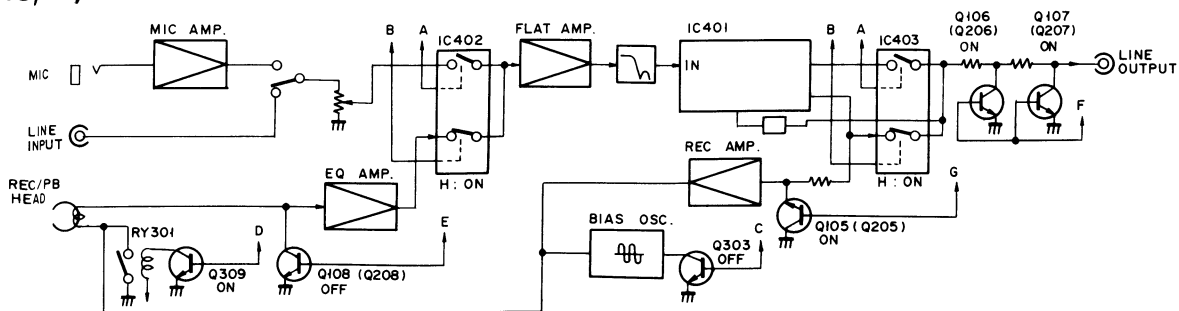 MIC AMP.
B
A
IC402
FLAT AMP.
IC401
B
A
IC403
Q106
(Q206)
ON
Q107
(Q207)
ON
LINE
OUTPUT
MIC
IN
F
LINE
INPUT
REC/PB
HEAD
EQ AMP.
H : ON
REC AMP.
H : ON
G
RY301
D
E
BIAS OSC.
C
Q105 (Q205)
ON
Q303
OFF
Q309
ON
Q108 (Q208)
OFF